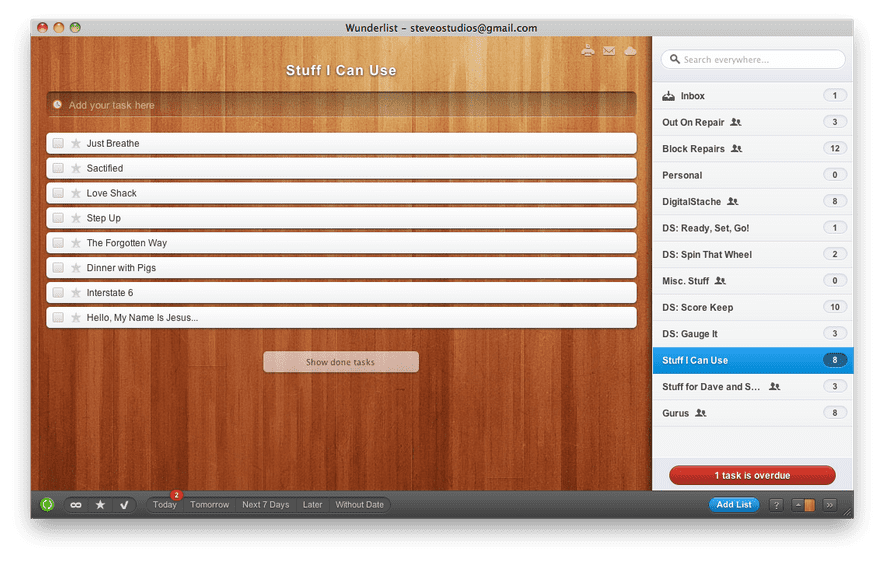 Wunderlist – steveostudios@gmail.com
Stuff I Can Use
Add your task here
Just Breathe
Sactified
Love Shack
Step Up
The Forgotten Way
Dinner with Pigs
Interstate 6
Hello, My Name Is Jesus...
Show done tasks
Search everywhere...
Inbox 1
Out On Repair 3
Block Repairs 12
Personal 0
DigitalStache 8
DS: Ready, Set, Go! 1
DS: Spin That Wheel 2
Misc. Stuff 0
DS: Score Keep 10
DS: Gauge It 3
Stuff I Can Use 8
Stuff for Dave and S... 3
Gurus 8
1 task is overdue
2
Today Tomorrow Next 7 Days Later Without Date Add List ?